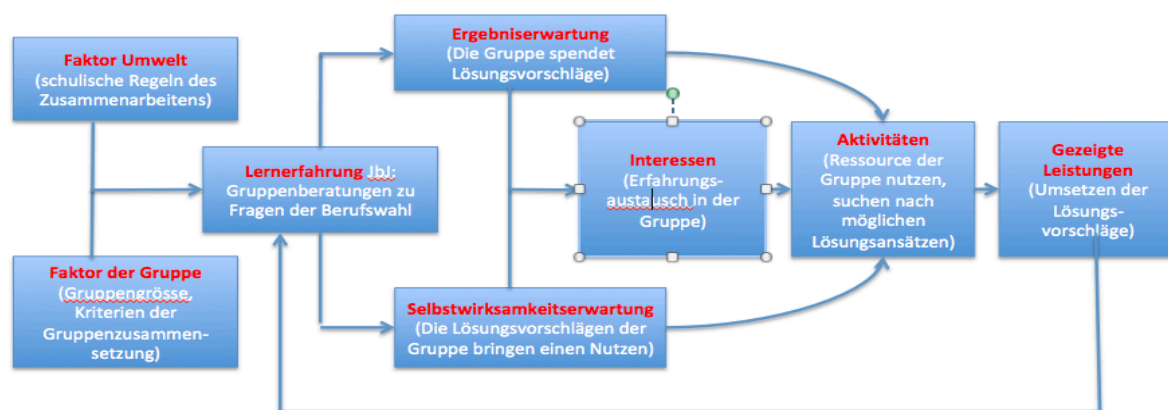 Faktor Umwelt
(schulische Regeln des
Zusammenarbeitens)
Faktor der Gruppe
(Gruppengrösse,
Kriterien der
Gruppenzusammen-
setzung)
Lernerfahrung JbJ:
Gruppenberatungen zu
Fragen der Berufswahl
Ergebniserwartung
(Die Gruppe spendet
Lösungsvorschläge)
Selbstwirksamkeitserwartung
(Die Lösungsvorschlägen der
Gruppe bringen einen Nutzen)
Interessen
(Erfahrungs-
austausch in der
Gruppe)
Aktivitäten
(Ressource der
Gruppe nutzen,
suchen nach
möglichen
Lösungsansätzen)
Gezeigte
Leistungen
(Umsetzen der
Lösungs-
vorschläge)